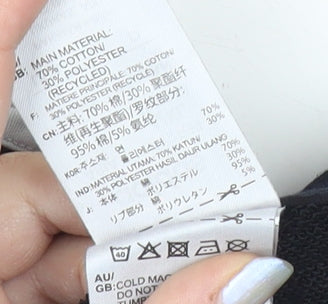 GB: MAIN MATERIAL:
70% COTTON/
30% POLYESTER
(RECYCLED)
F: MATIERE PRINCIPALE: 70% COTON/
30% POLYESTER (RECYCLE)
CN: 主料: 70% 棉/30% 聚酯纤
维(再生聚酯)/罗纹部分:
95% 棉/5% 氨纶
KOR: 주소재: 면 70%
폴리에스터 30%
IND: MATERIAL UTAMA: 70% KATUN/
30% POLYESTER HASIL DAUR ULANG
J: 本体 綿 70%
ポリエステル 30%
リブ部分 綿 95%
ポリウレタン 5%
40
AU/
GB: COLD MAC
DO NOT
TUMB